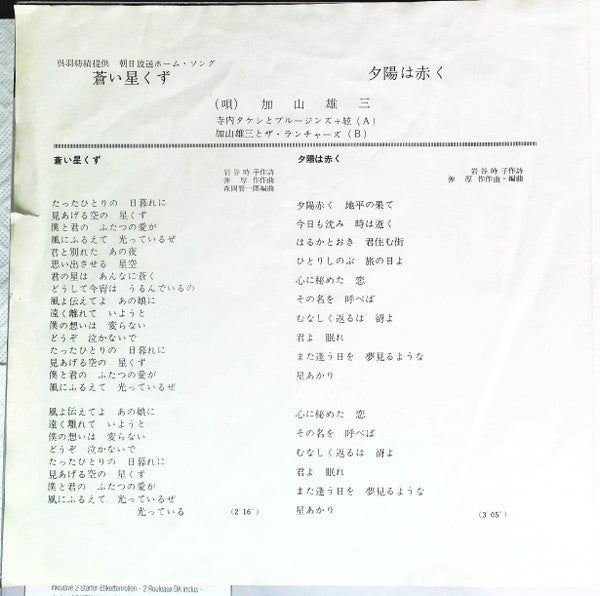 呉羽紡績提供 朝日放送ホーム・ソング
蒼い星くず
夕陽は赤く
(唄) 加山雄三
寺内タケシとブルージンズ+絃(A)
加山雄三とザ・ランチャーズ(B)
蒼い星くず
岩谷時子作詩
弾厚作作曲
森岡賢一郎編曲
たったひとりの 日暮れに
見あげる空の 星くず
僕と君の ふたつの愛が
風にふるえて 光っているぜ
君と別れた あの夜
思い出させる 星空
君の星は あんなに蒼く
どうして今宵は うるんでいるの
風よ伝えてよ あの娘に
遠く離れて いようと
僕の想いは 変らない
どうぞ 泣かないで
たったひとりの 日暮れに
見あげる空の 星くず
僕と君の ふたつの愛が
風にふるえて 光っているぜ
風よ伝えてよ あの娘に
遠く離れて いようと
僕の想いは 変らない
どうぞ 泣かないで
たったひとりの 日暮れに
見あげる空の 星くず
僕と君の ふたつの愛が
風にふるえて 光っているぜ
光っている
(2′16″)
夕陽は赤く
岩谷時子作詩
弾厚作作曲・編曲
夕陽赤く 地平の果て
今日も沈み 時は逝く
はるかとおき 君住む街
ひとりしのぶ 旅の日よ
心に秘めた 恋
その名を 呼べば
むなしく返るは 谺よ
君よ 眠れ
また逢う日を 夢見るような
星あかり
心に秘めた 恋
その名を 呼べば
むなしく返るは 谺よ
君よ 眠れ
また逢う日を 夢見るような
星あかり
(3′05″)
inklusive 2 Starter-Etikettenrollen - 2 Rouleaux DK inclus -